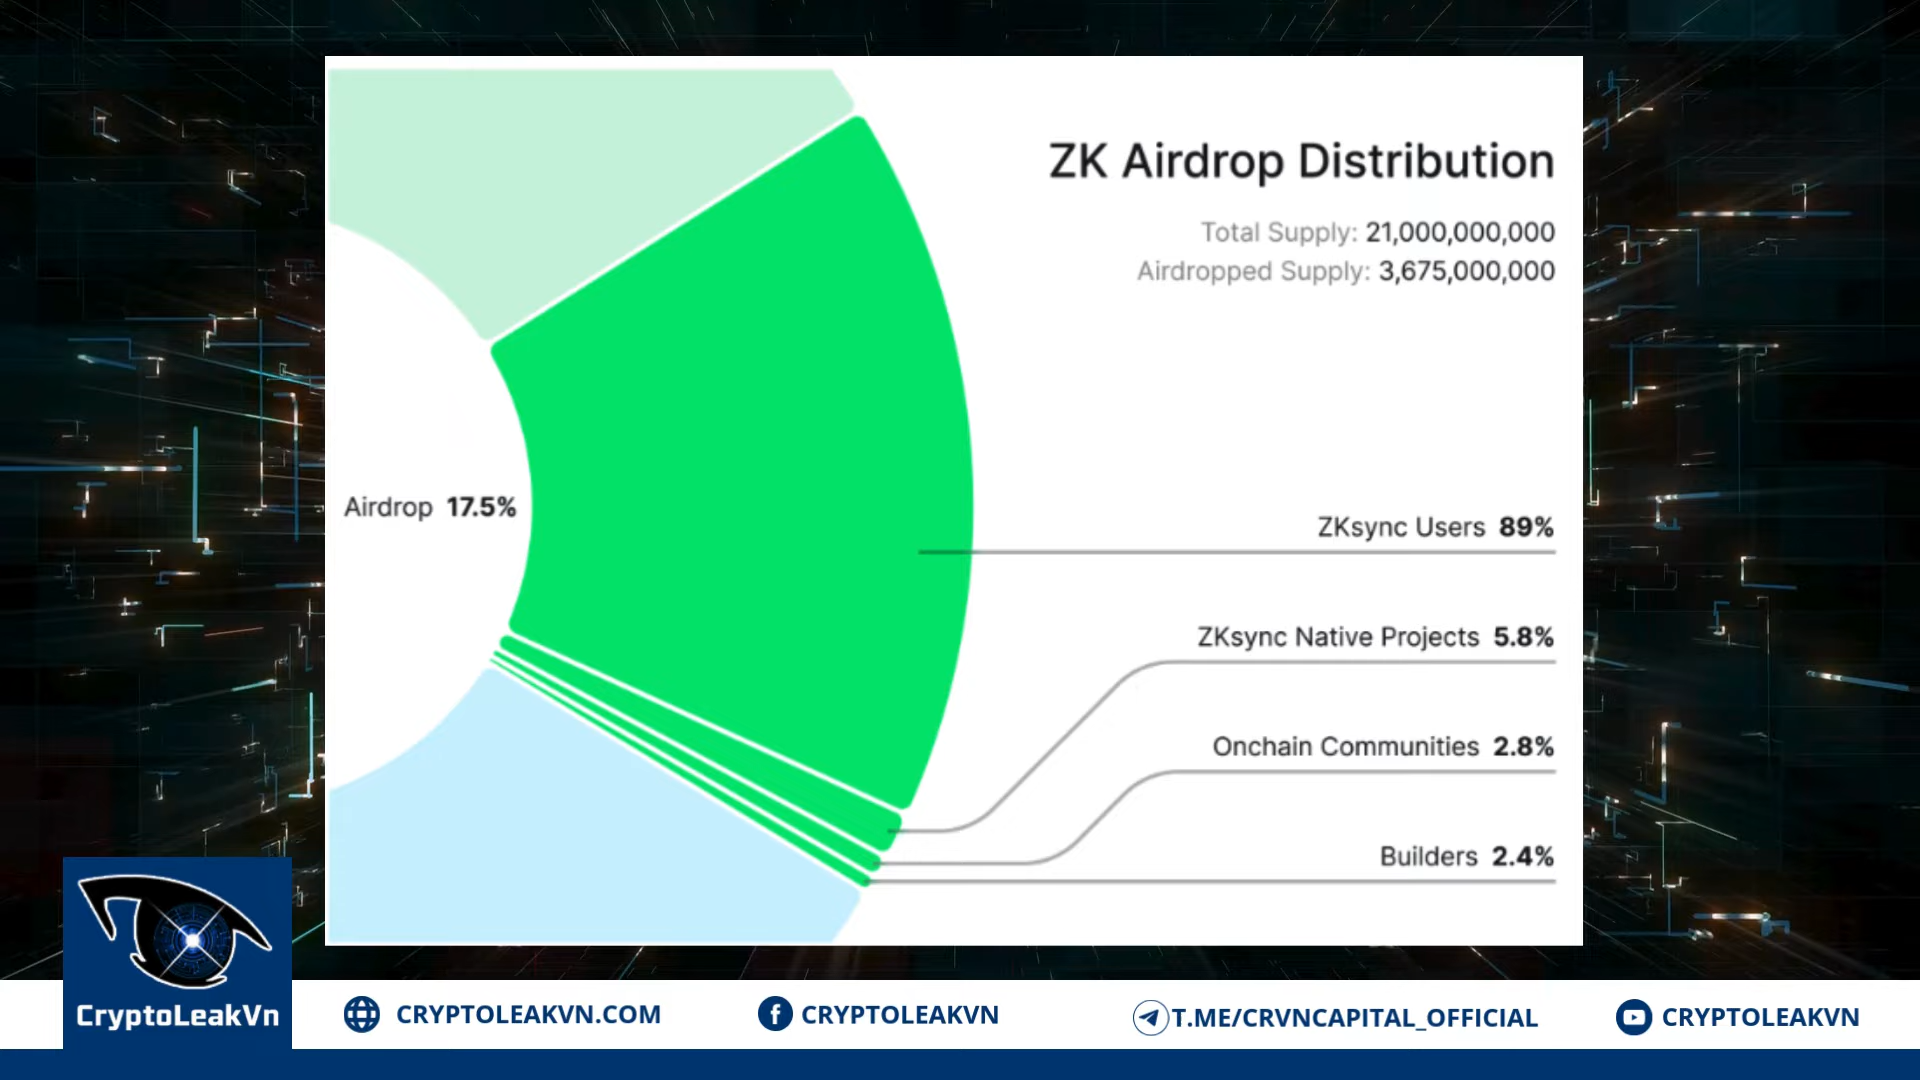 ZK Airdrop Distribution
Total Supply: 21,000,000,000
Airdropped Supply: 3,675,000,000
Airdrop 17.5%
ZKsync Users 89%
ZKsync Native Projects 5.8%
Onchain Communities 2.8%
Builders 2.4%
CryptoLeakVn
CRYPTOLEAKVN.COM
CRYPTOLEAKVN
T.ME/CRVNCAPITAL_OFFICIAL
CRYPTOLEAKVN